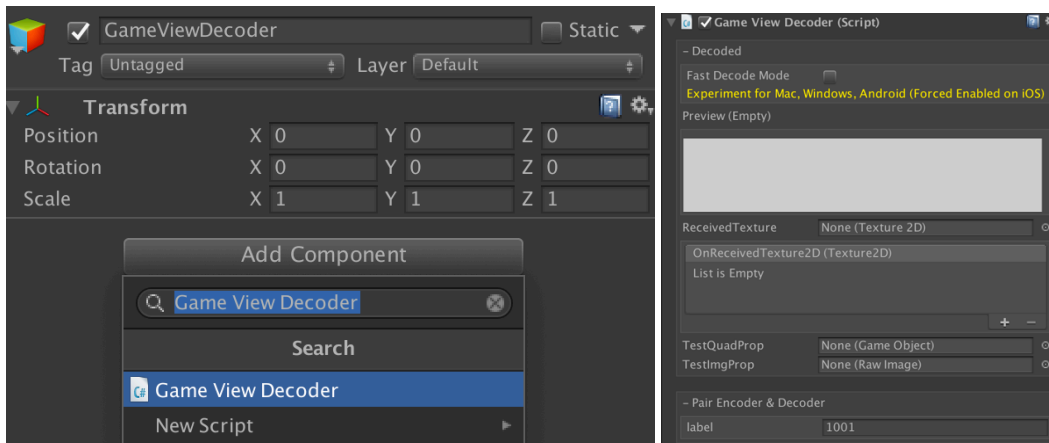 GameViewDecoder
Static
Tag Untagged Layer Default
Transform
Position X 0 Y 0 Z 0
Rotation X 0 Y 0 Z 0
Scale X 1 Y 1 Z 1
Add Component
Game View Decoder
Search
Game View Decoder
New Script
Game View Decoder (Script)
– Decoded
Fast Decode Mode
Experiment for Mac, Windows, Android (Forced Enabled on iOS)
Preview (Empty)
ReceivedTexture None (Texture 2D)
OnReceivedTexture2D (Texture2D)
List is Empty
+ –
TestQuadProp None (Game Object)
TestImgProp None (Raw Image)
– Pair Encoder & Decoder
label 1001